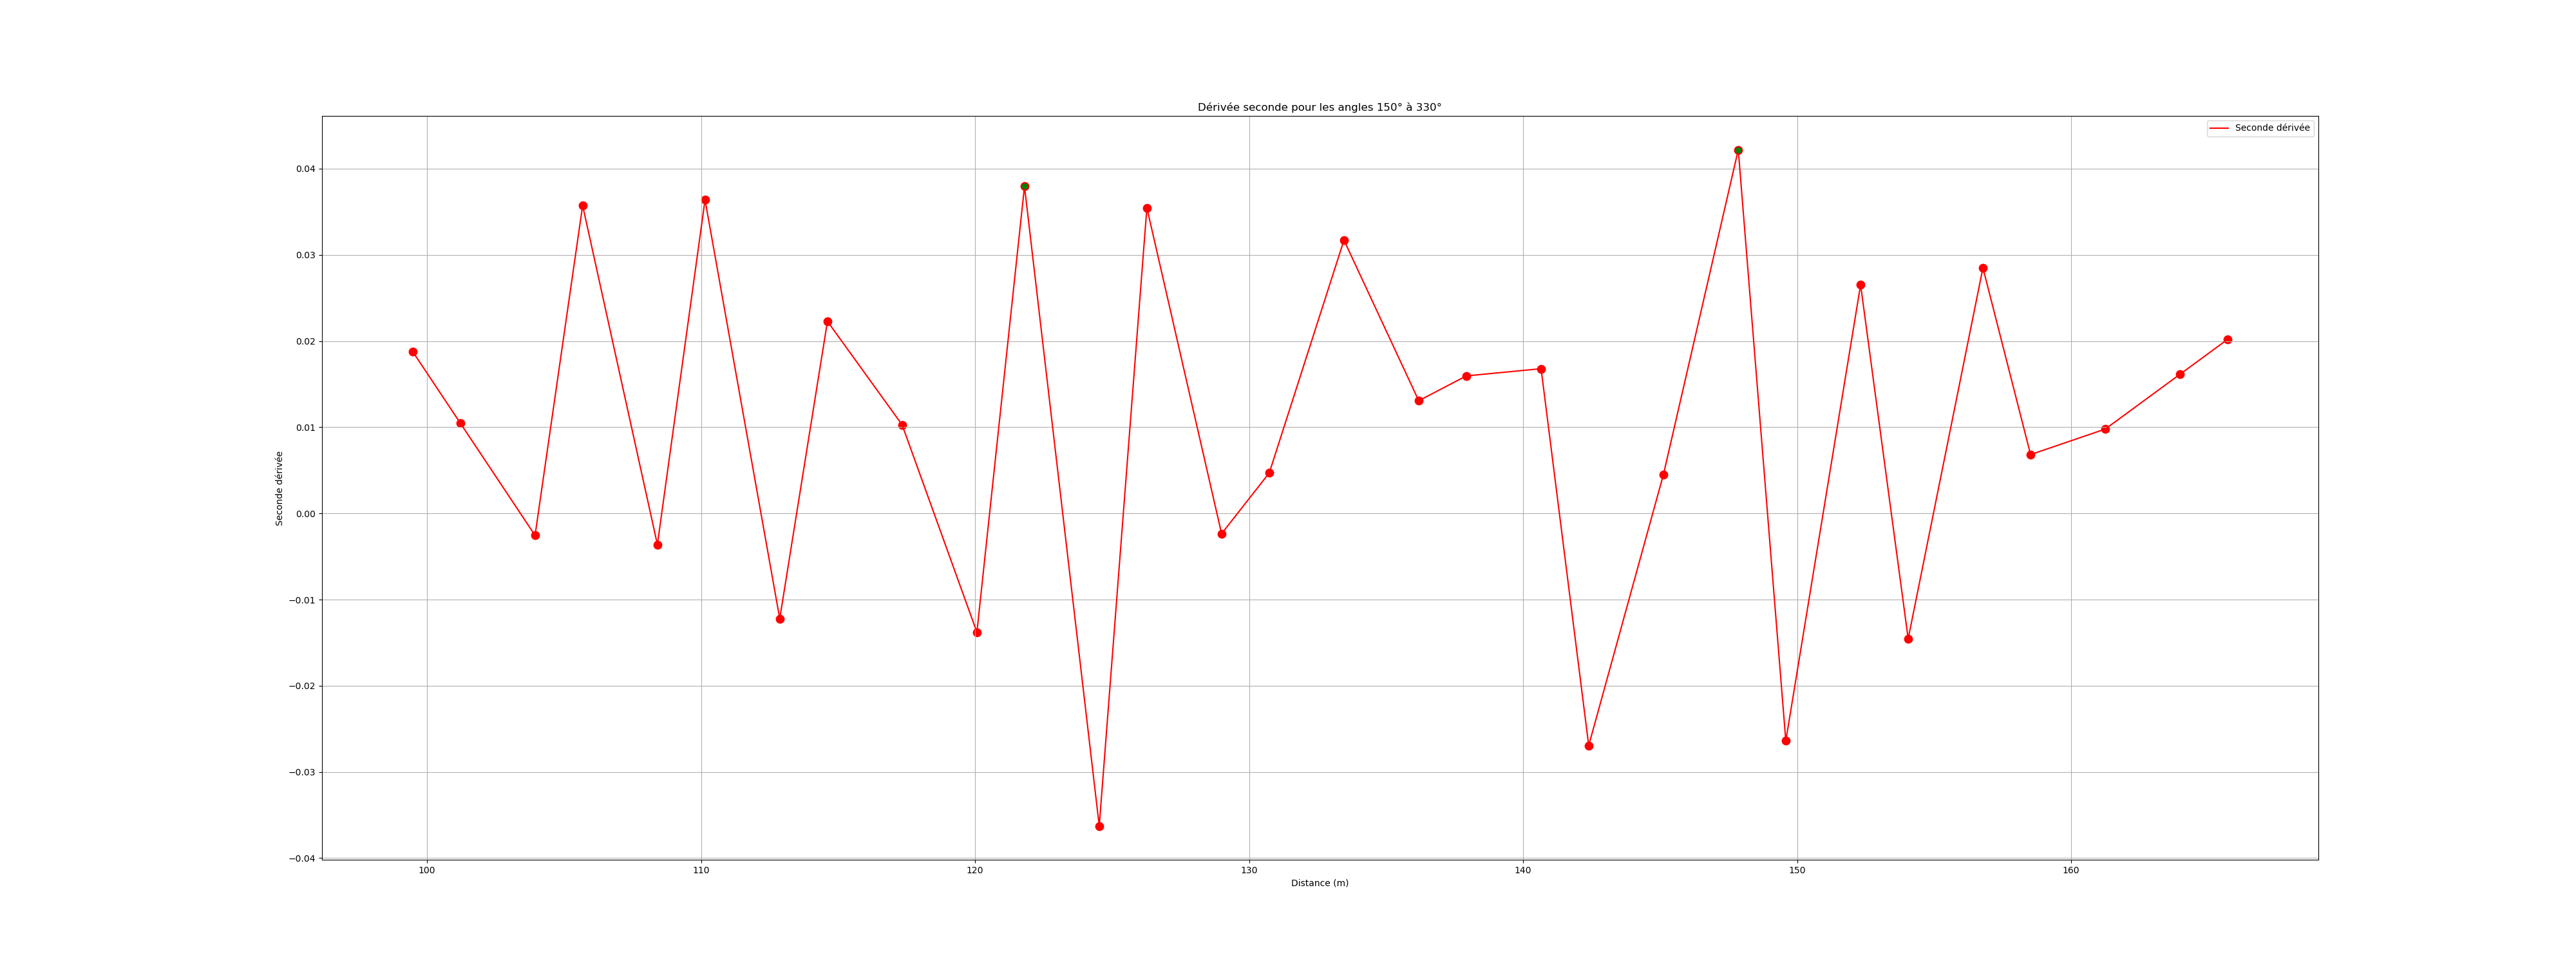 Dérivée seconde pour les angles 150° à 330°
Seconde dérivée
0.04
0.03
0.02
0.01
0.00
−0.01
−0.02
−0.03
−0.04
Seconde dérivée
100 110 120 130 140 150 160
Distance (m)